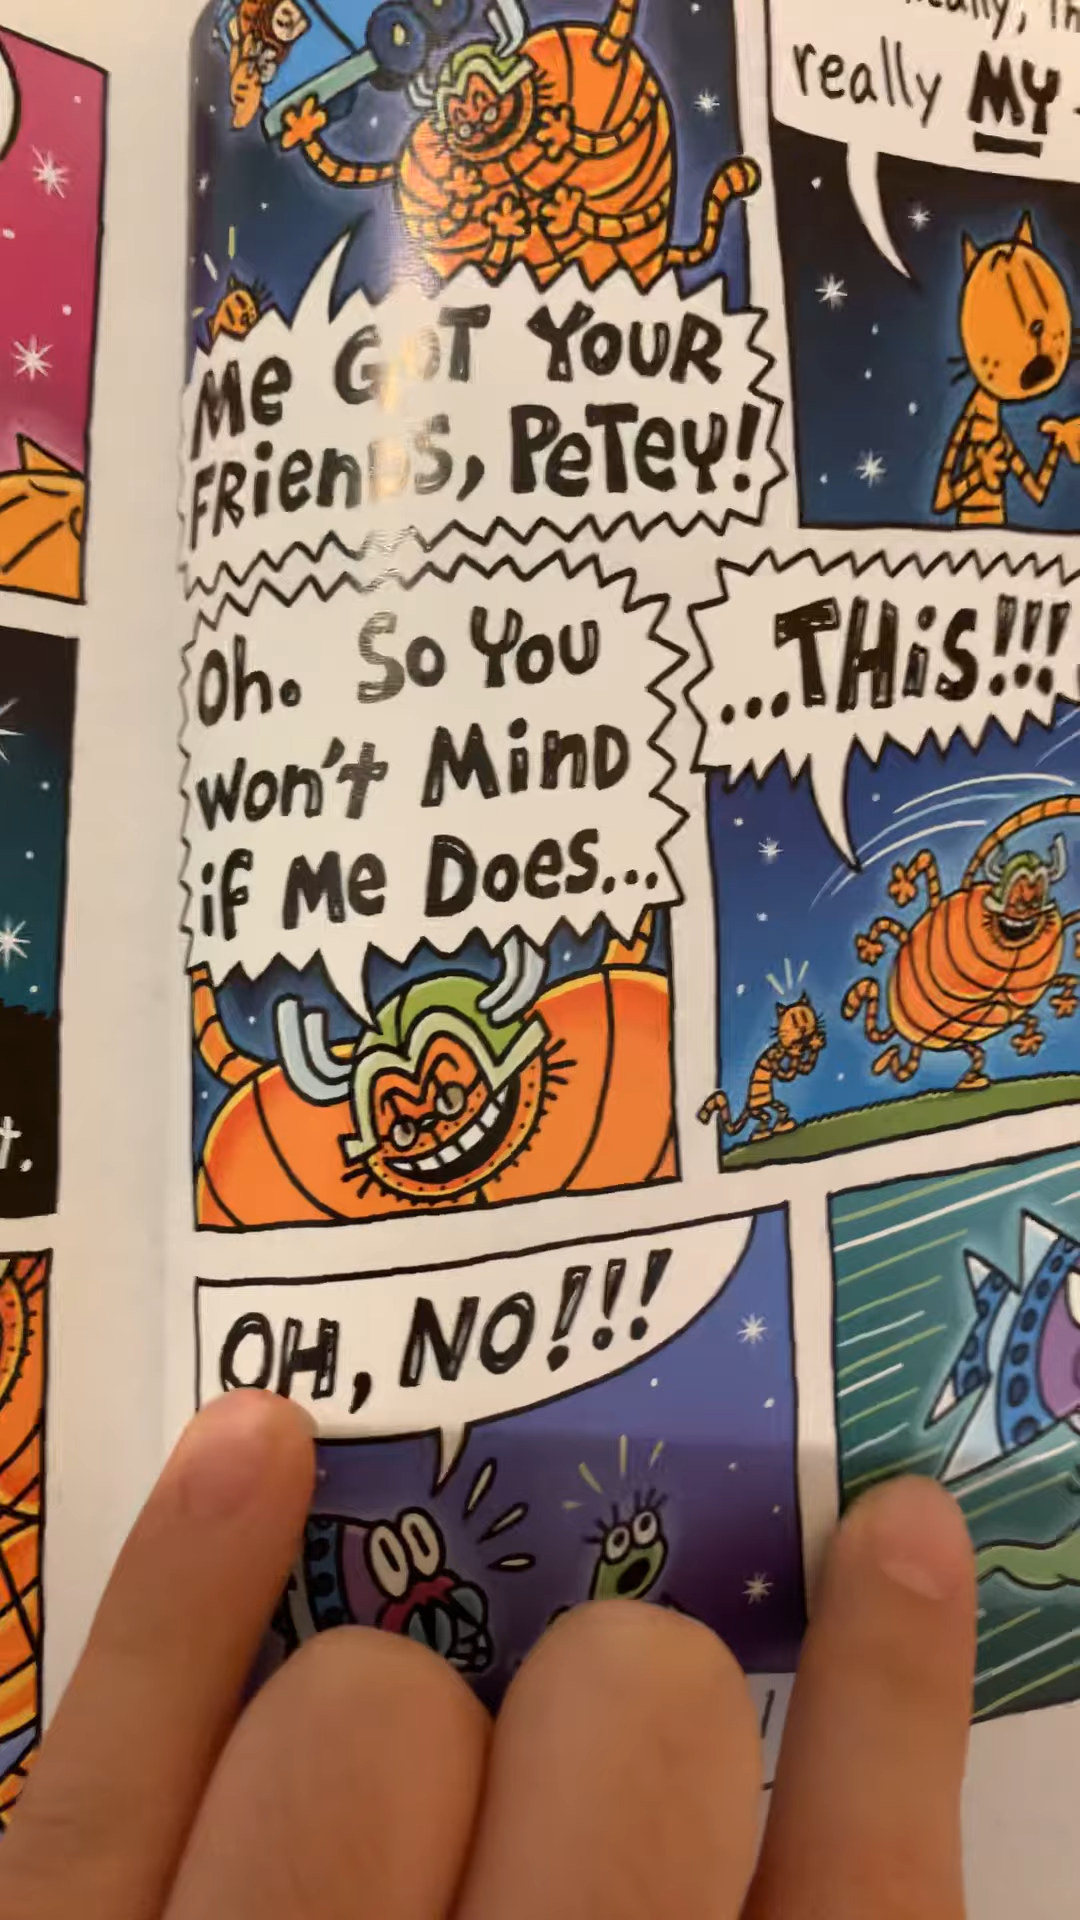 Me GOT YOUR
FRienDS, PeTey!
really MY
Oh. So You
won't Mind
if Me Does...
...THiS!!!
OH, NO!!!
t,